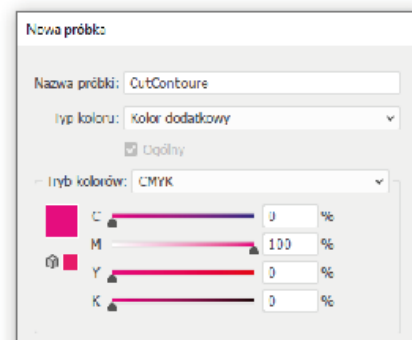 Nowa próbka
Nazwa próbki: CutContoure
Typ koloru: Kolor dodatkowy
Ogólny
Tryb kolorów: CMYK
C 0 %
M 100 %
Y 0 %
K 0 %